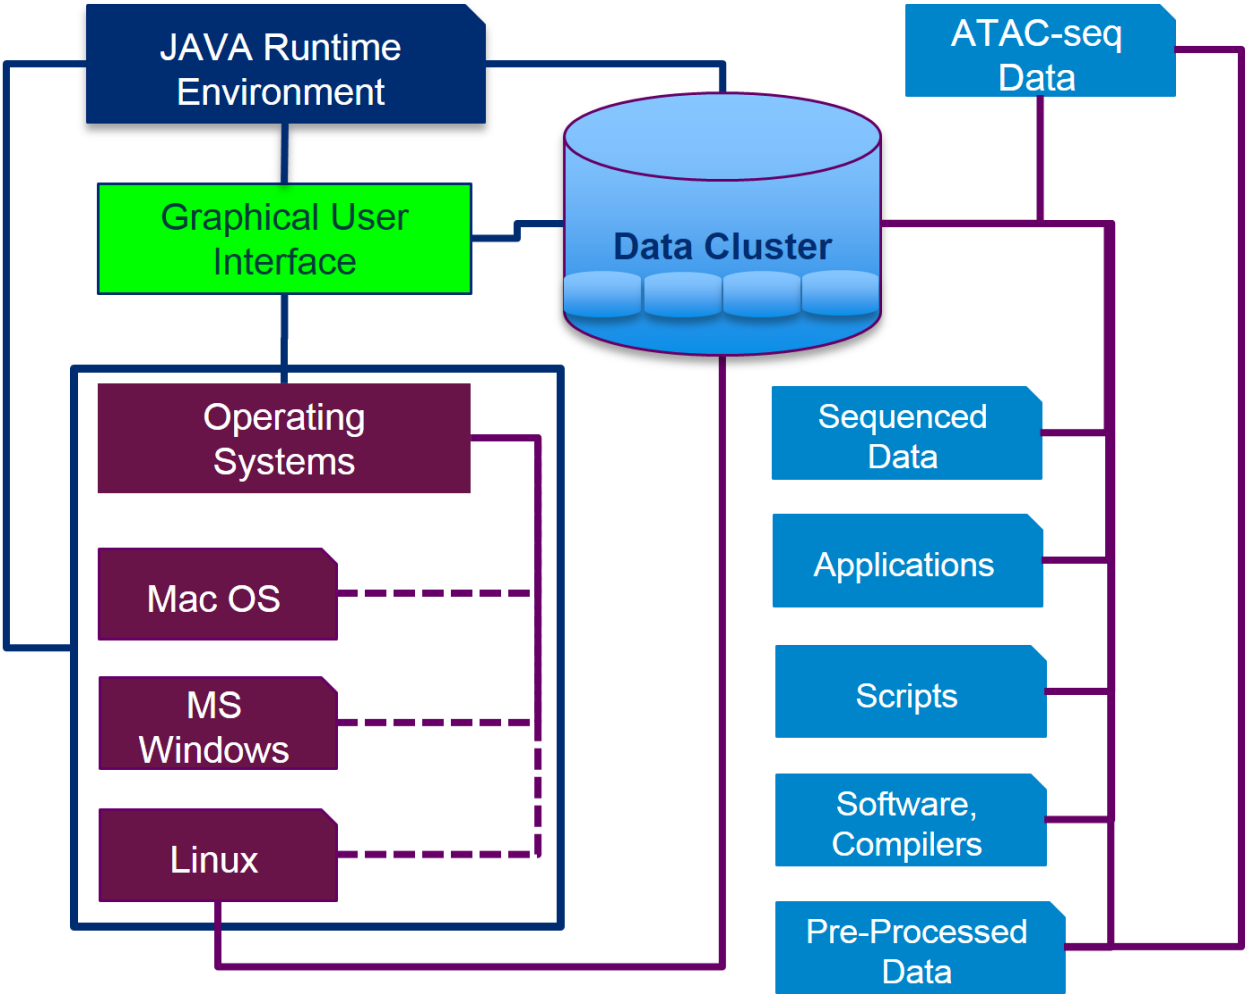 JAVA Runtime
Environment
ATAC-seq
Data
Graphical User
Interface
Data Cluster
Operating
Systems
Mac OS
MS
Windows
Linux
Sequenced
Data
Applications
Scripts
Software,
Compilers
Pre-Processed
Data